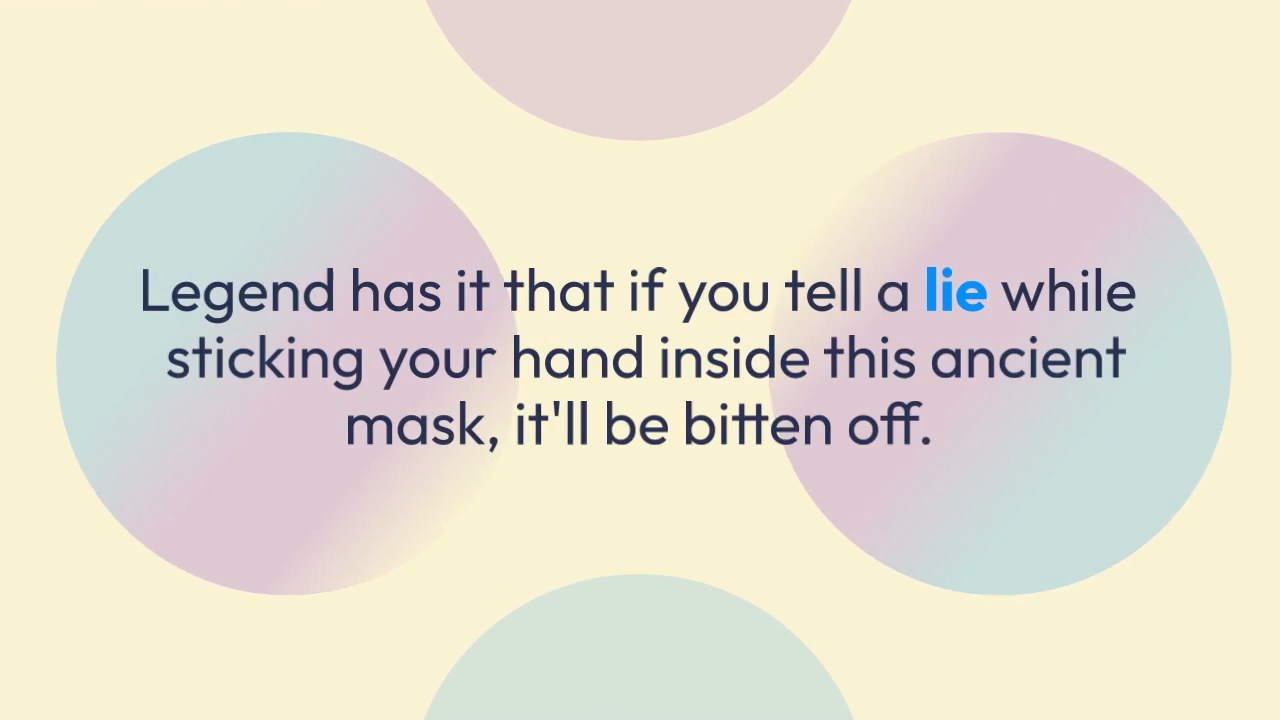 Legend has it that if you tell a lie while
sticking your hand inside this ancient
mask, it'll be bitten off.